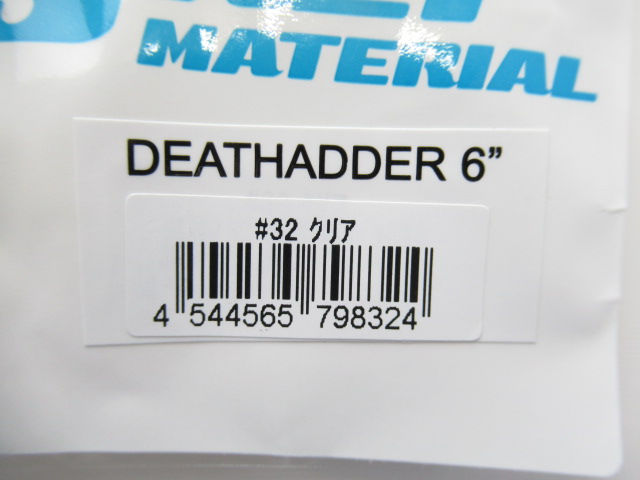 MATERIAL
DEATHADDER 6”
#32 クリア
4 544565 798324